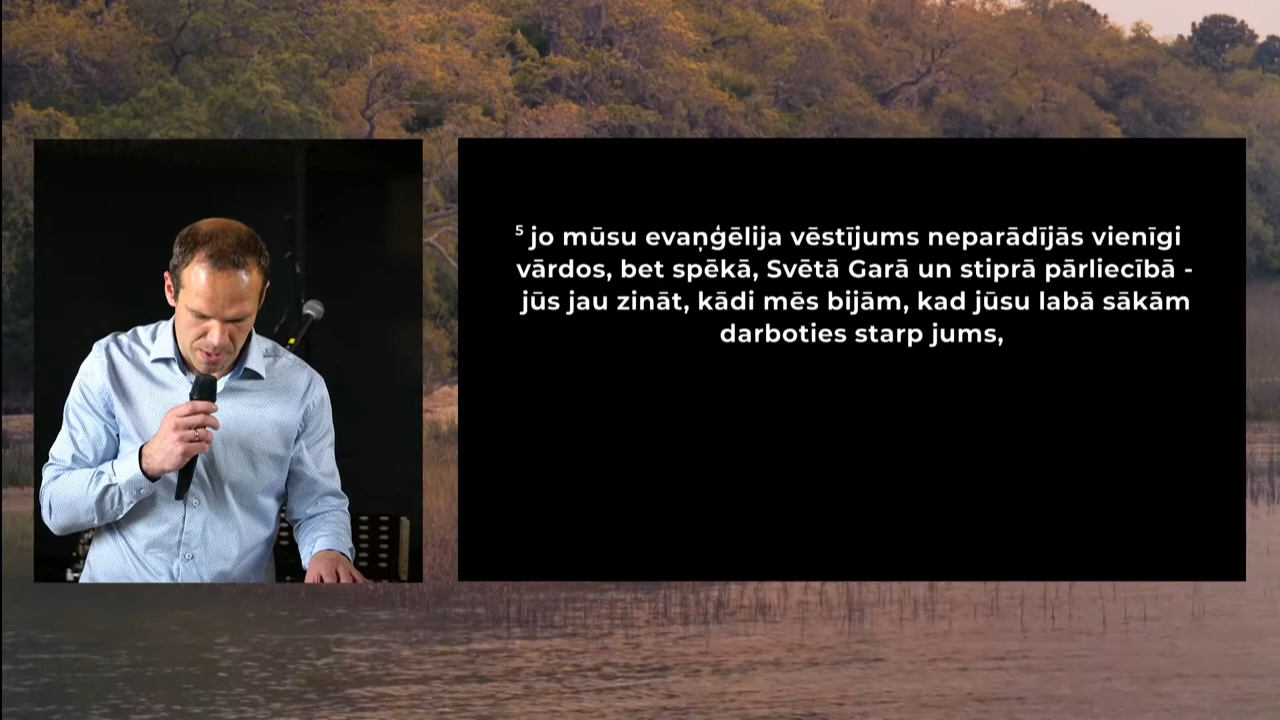 ⁵ jo mūsu evaņģēlija vēstījums neparādījās vienīgi
vārdos, bet spēkā, Svētā Garā un stiprā pārliecībā -
jūs jau zināt, kādi mēs bijām, kad jūsu labā sākām
darboties starp jums,